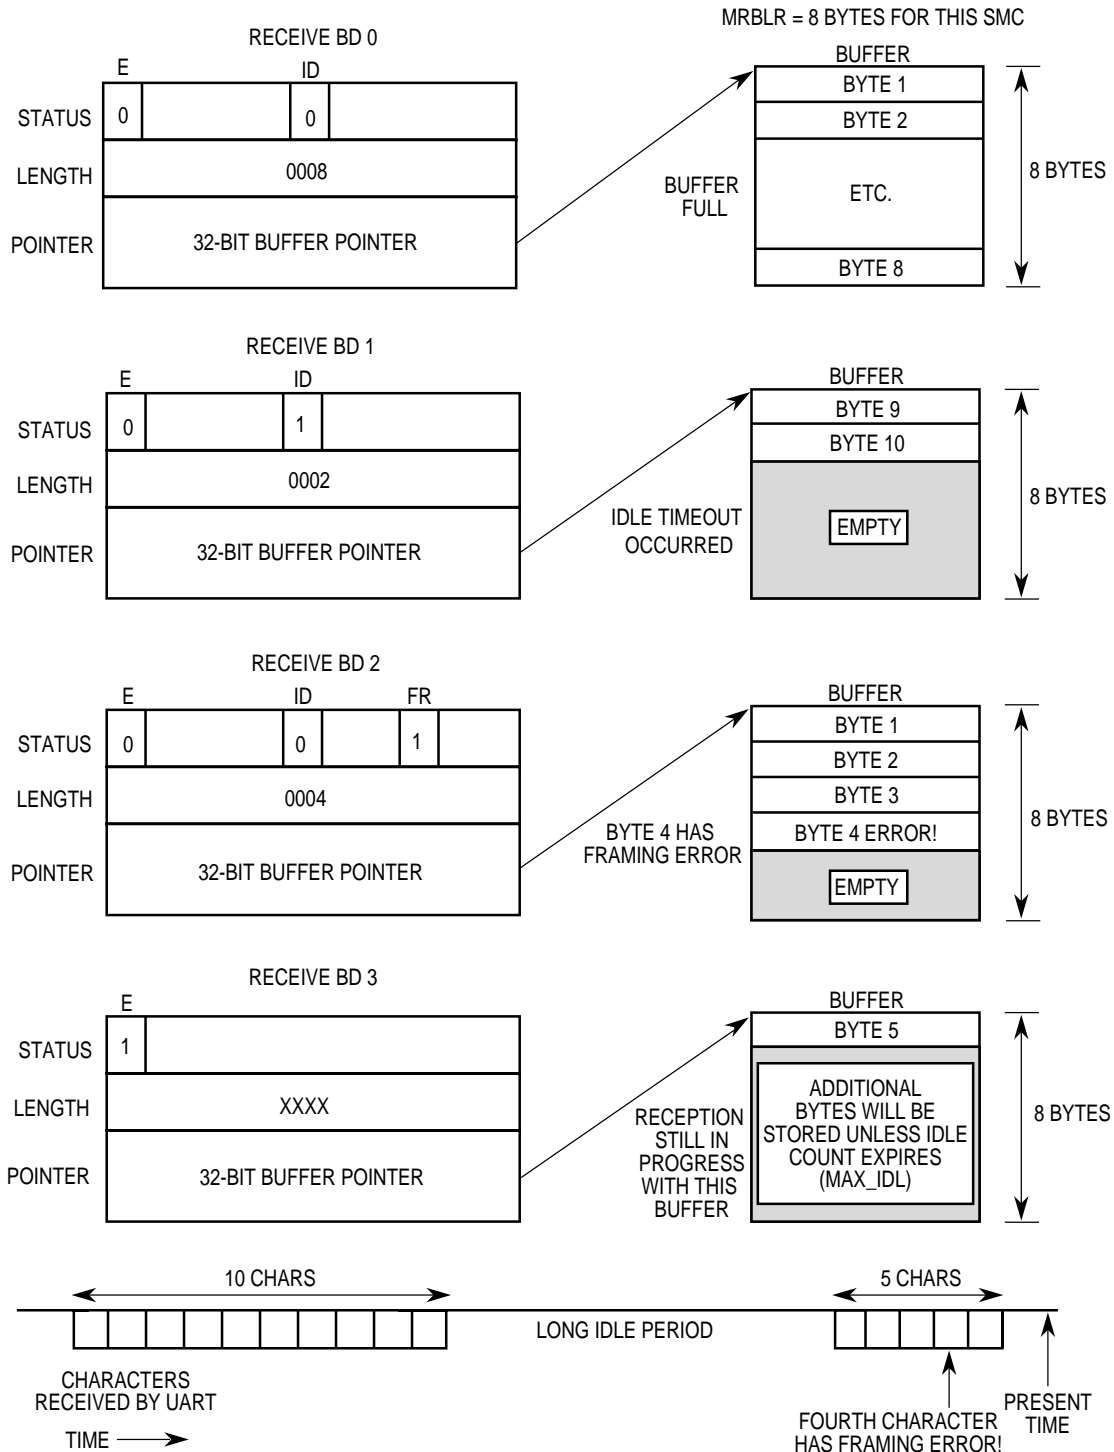 MRBLR = 8 BYTES FOR THIS SMC
RECEIVE BD 0
E ID
STATUS 0 0
LENGTH 0008
POINTER 32-BIT BUFFER POINTER
BUFFER
BYTE 1
BYTE 2
ETC.
BYTE 8
BUFFER
FULL
8 BYTES
RECEIVE BD 1
E ID
STATUS 0 1
LENGTH 0002
POINTER 32-BIT BUFFER POINTER
BUFFER
BYTE 9
BYTE 10
EMPTY
IDLE TIMEOUT
OCCURRED
8 BYTES
RECEIVE BD 2
E ID FR
STATUS 0 0 1
LENGTH 0004
POINTER 32-BIT BUFFER POINTER
BUFFER
BYTE 1
BYTE 2
BYTE 3
BYTE 4 ERROR!
EMPTY
BYTE 4 HAS
FRAMING ERROR
8 BYTES
RECEIVE BD 3
E
STATUS 1
LENGTH XXXX
POINTER 32-BIT BUFFER POINTER
BUFFER
BYTE 5
ADDITIONAL
BYTES WILL BE
STORED UNLESS IDLE
COUNT EXPIRES
(MAX_IDL)
RECEPTION
STILL IN
PROGRESS
WITH THIS
BUFFER
8 BYTES
10 CHARS
5 CHARS
LONG IDLE PERIOD
CHARACTERS
RECEIVED BY UART
TIME
FOURTH CHARACTER
HAS FRAMING ERROR!
PRESENT
TIME